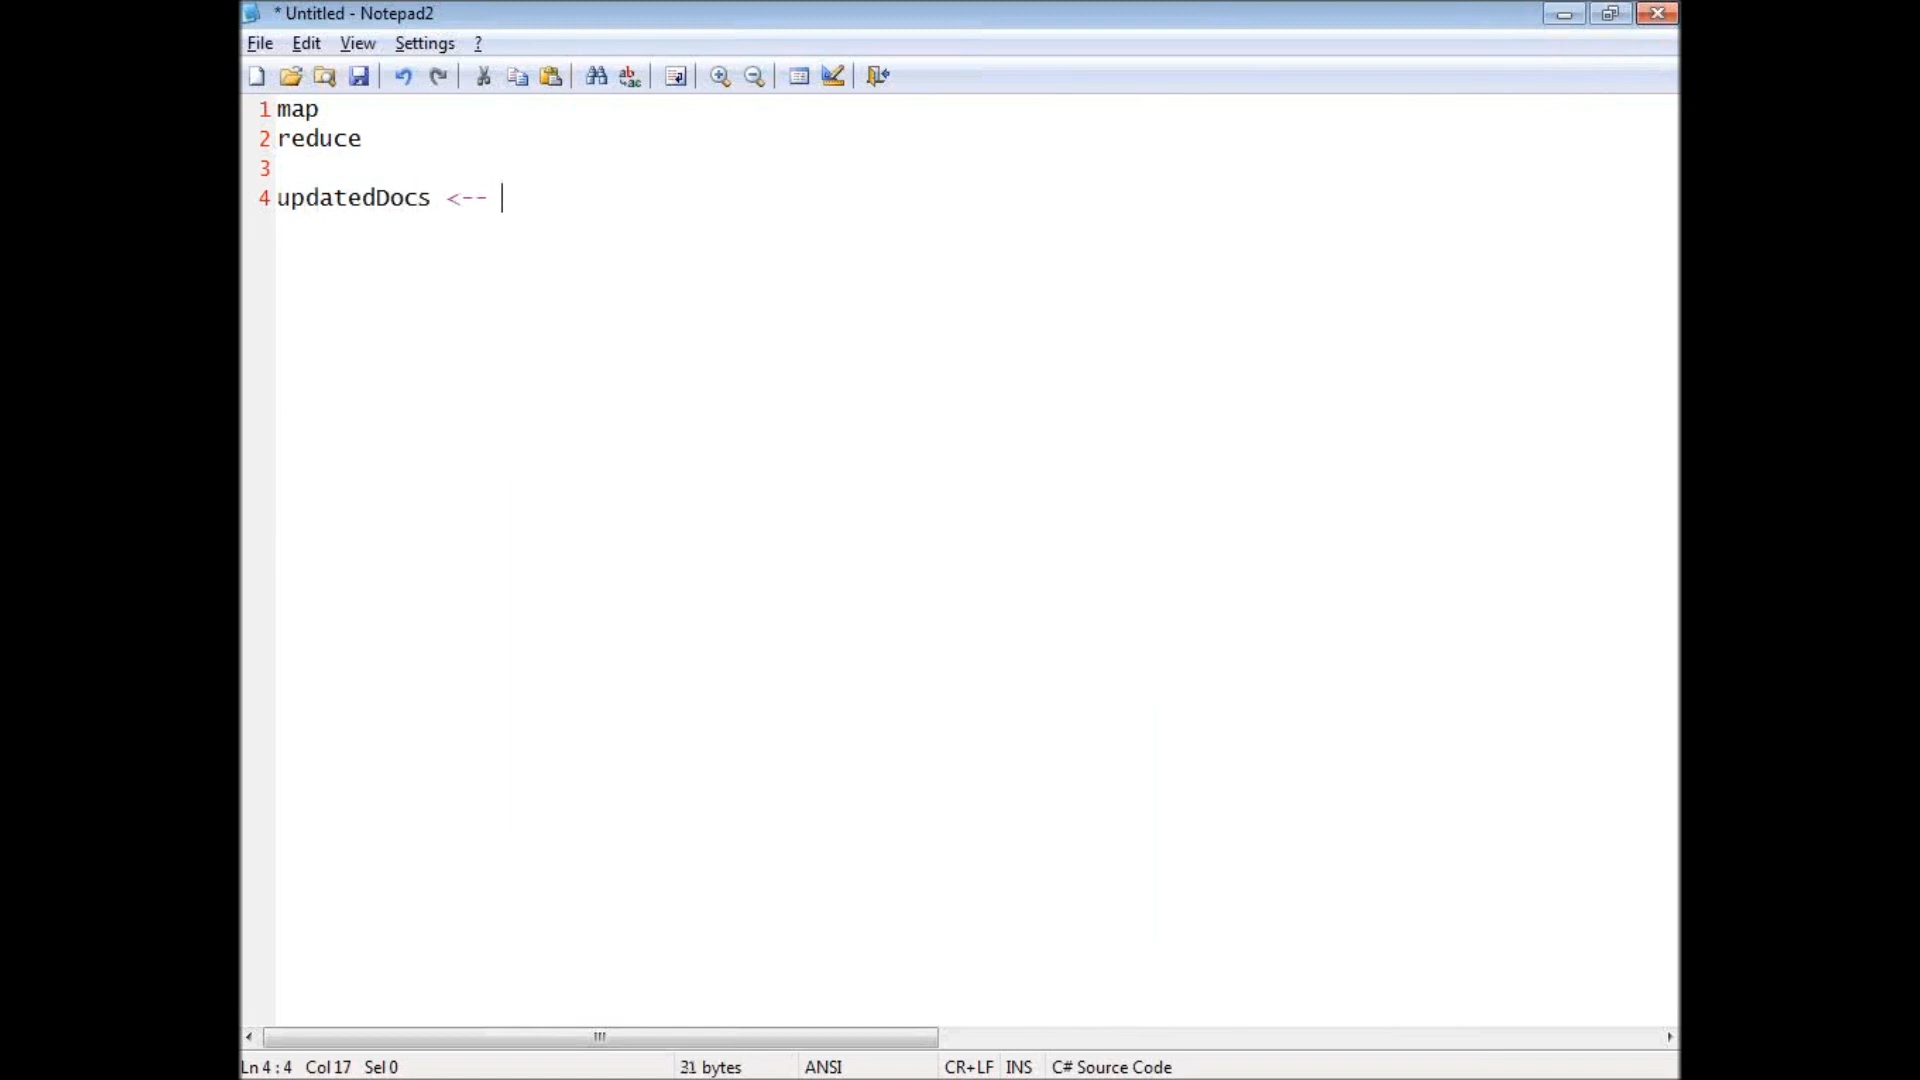 * Untitled - Notepad2
File Edit View Settings ?
1 map
2 reduce
3
4 updatedDocs <--
Ln 4 : 4 Col 17 Sel 0 31 bytes ANSI CR+LF INS C# Source Code